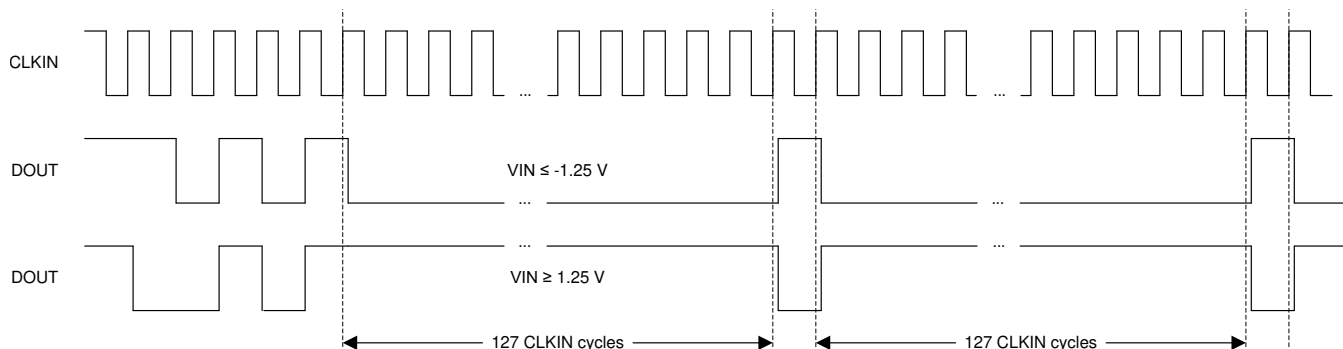 CLKIN
... ...
DOUT
VIN ≤ -1.25 V
... ...
DOUT
... ...
VIN ≥ 1.25 V
127 CLKIN cycles
127 CLKIN cycles